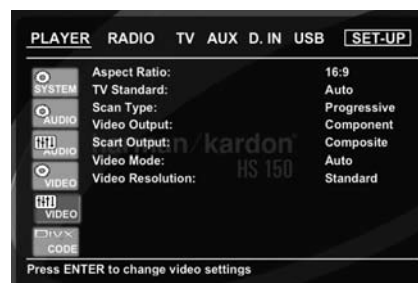 PLAYER RADIO TV AUX D. IN USB SET-UP
SYSTEM
AUDIO
AUDIO
VIDEO
VIDEO
DIVX
CODE
Aspect Ratio: 16:9
TV Standard: Auto
Scan Type: Progressive
Video Output: Component
Scart Output: Composite
Video Mode: Auto
Video Resolution: Standard
harman/kardon
HS 150
Press ENTER to change video settings